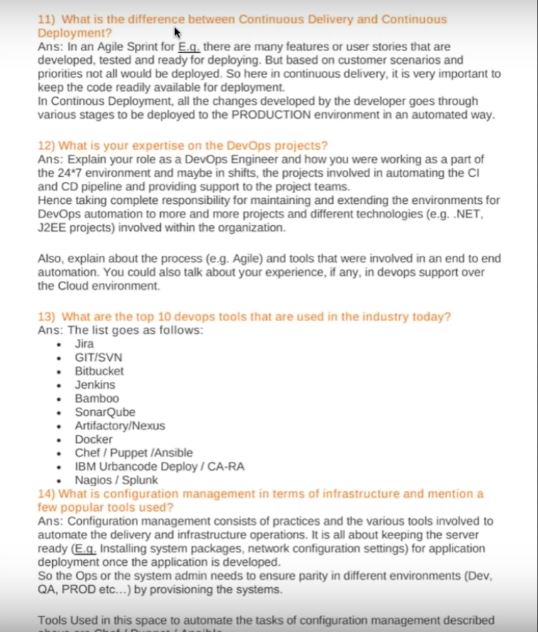 11) What is the difference between Continuous Delivery and Continuous
Deployment?
Ans: In an Agile Sprint for E.g. there are many features or user stories that are
developed, tested and ready for deploying. But based on customer scenarios and
priorities not all would be deployed. So here in continuous delivery, it is very important to
keep the code readily available for deployment.
In Continous Deployment, all the changes developed by the developer goes through
various stages to be deployed to the PRODUCTION environment in an automated way.
12) What is your expertise on the DevOps projects?
Ans: Explain your role as a DevOps Engineer and how you were working as a part of
the 24*7 environment and maybe in shifts, the projects involved in automating the CI
and CD pipeline and providing support to the project teams.
Hence taking complete responsibility for maintaining and extending the environments for
DevOps automation to more and more projects and different technologies (e.g. .NET,
J2EE projects) involved within the organization.
Also, explain about the process (e.g. Agile) and tools that were involved in an end to end
automation. You could also talk about your experience, if any, in devops support over
the Cloud environment.
13) What are the top 10 devops tools that are used in the industry today?
Ans: The list goes as follows:
• Jira
• GIT/SVN
• Bitbucket
• Jenkins
• Bamboo
• SonarQube
• Artifactory/Nexus
• Docker
• Chef / Puppet /Ansible
• IBM Urbancode Deploy / CA-RA
• Nagios / Splunk
14) What is configuration management in terms of infrastructure and mention a
few popular tools used?
Ans: Configuration management consists of practices and the various tools involved to
automate the delivery and infrastructure operations. It is all about keeping the server
ready (E.g. Installing system packages, network configuration settings) for application
deployment once the application is developed.
So the Ops or the system admin needs to ensure parity in different environments (Dev,
QA, PROD etc…) by provisioning the systems.
Tools Used in this space to automate the tasks of configuration management described